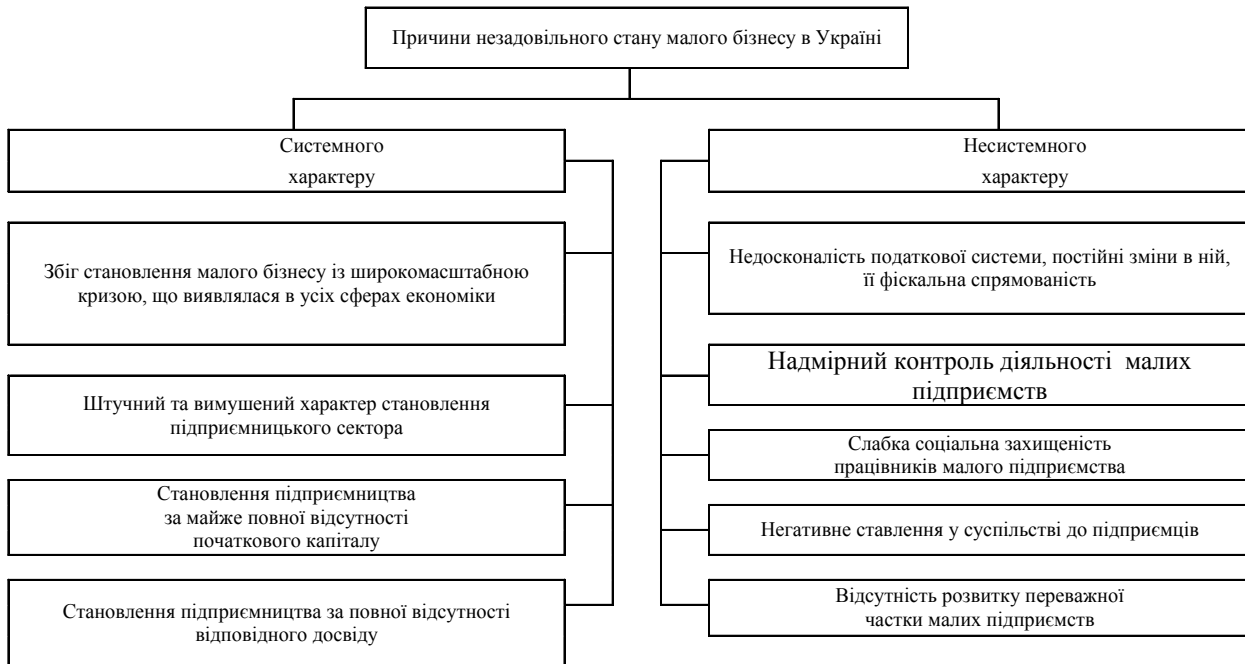 Причини незадовільного стану малого бізнесу в Україні
Системного
характеру
Збіг становлення малого бізнесу із широкомасштабною
кризою, що виявлялася в усіх сферах економіки
Штучний та вимушений характер становлення
підприємницького сектора
Становлення підприємництва
за майже повної відсутності
початкового капіталу
Становлення підприємництва за повної відсутності
відповідного досвіду
Несистемного
характеру
Недосконалість податкової системи, постійні зміни в ній,
її фіскальна спрямованість
Надмірний контроль діяльності малих
підприємств
Слабка соціальна захищеність
працівників малого підприємства
Негативне ставлення у суспільстві до підприємців
Відсутність розвитку переважної
частки малих підприємств